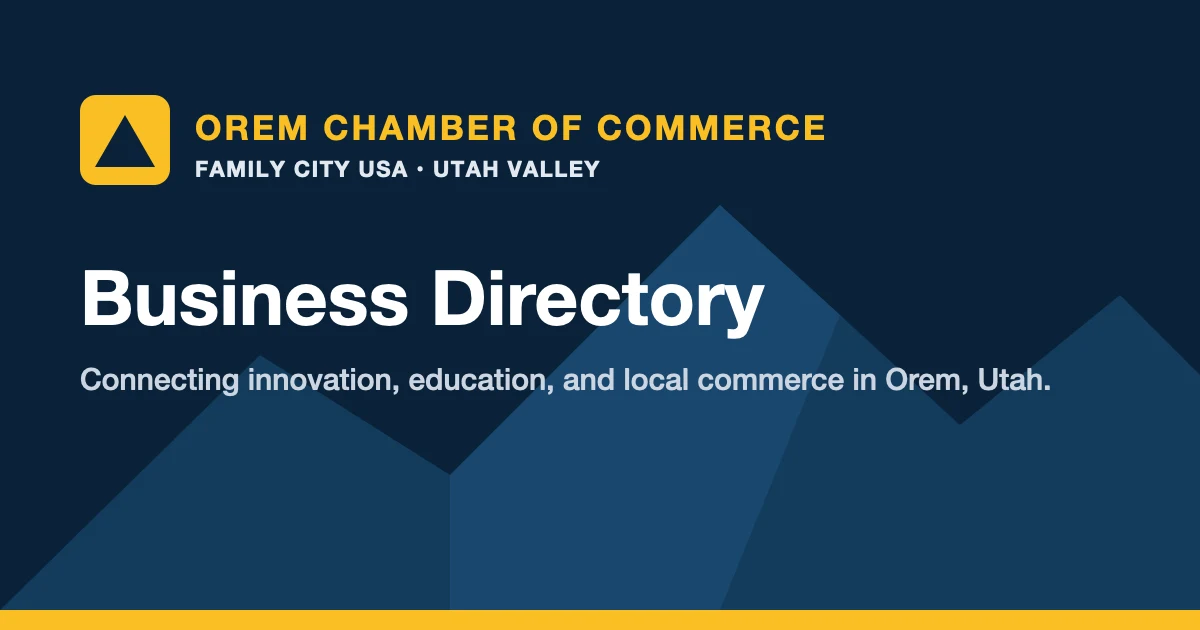 OREM CHAMBER OF COMMERCE
FAMILY CITY USA • UTAH VALLEY
Business Directory
Connecting innovation, education, and local commerce in Orem, Utah.